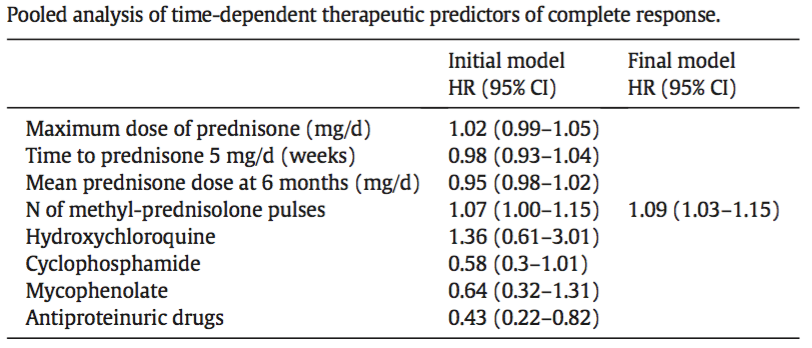 Pooled analysis of time-dependent therapeutic predictors of complete response.
Initial model Final model
HR (95% CI) HR (95% CI)
Maximum dose of prednisone (mg/d) 1.02 (0.99–1.05)
Time to prednisone 5 mg/d (weeks) 0.98 (0.93–1.04)
Mean prednisone dose at 6 months (mg/d) 0.95 (0.98–1.02)
N of methyl-prednisolone pulses 1.07 (1.00–1.15) 1.09 (1.03–1.15)
Hydroxychloroquine 1.36 (0.61–3.01)
Cyclophosphamide 0.58 (0.3–1.01)
Mycophenolate 0.64 (0.32–1.31)
Antiproteinuric drugs 0.43 (0.22–0.82)